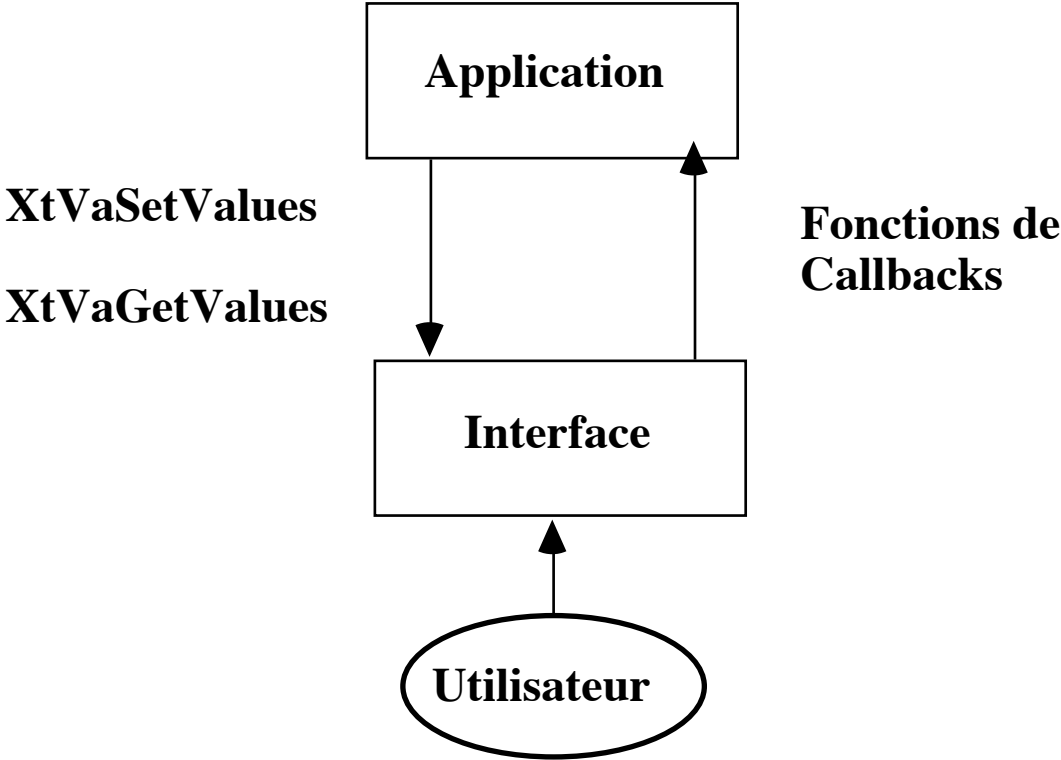 Application
XtVaSetValues
XtVaGetValues
Fonctions de
Callbacks
Interface
Utilisateur